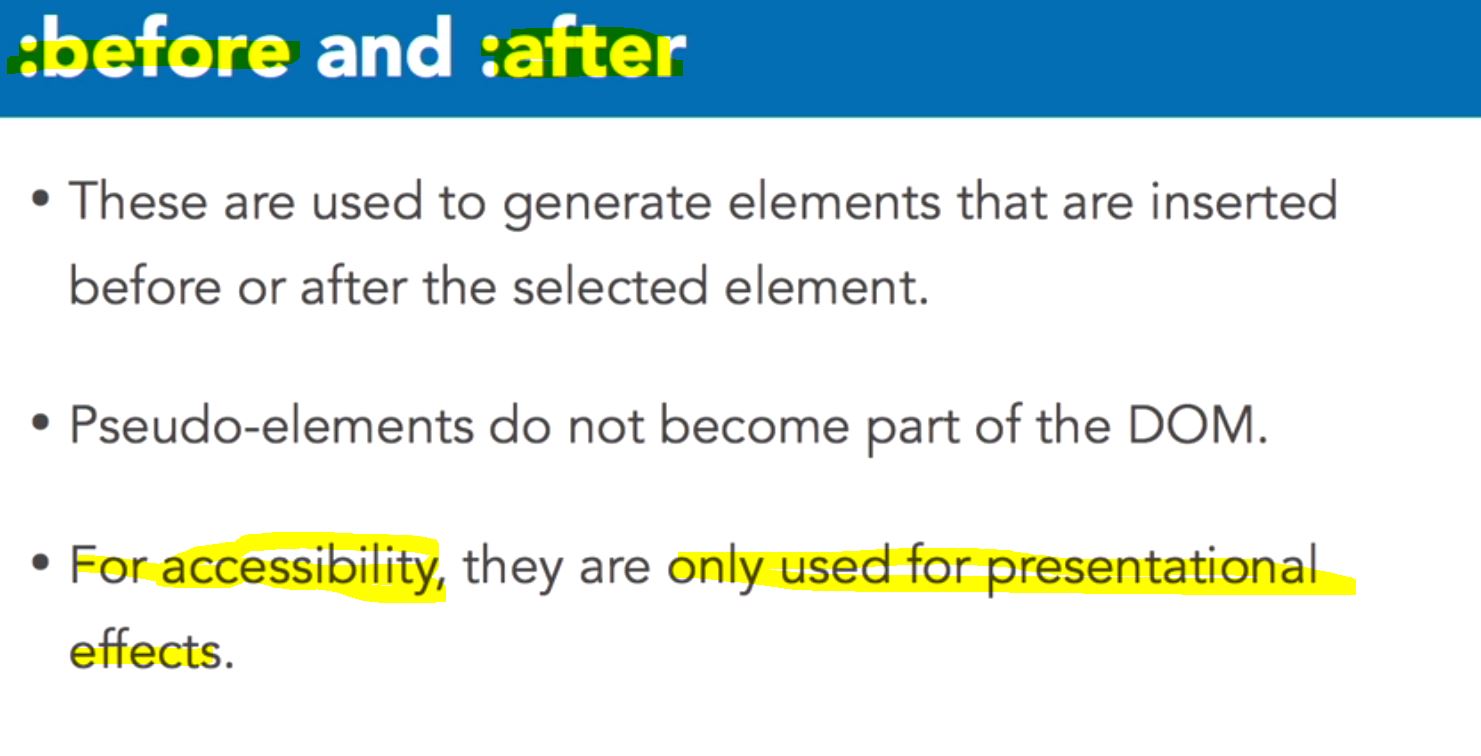 :before and :after
• These are used to generate elements that are inserted
before or after the selected element.
• Pseudo-elements do not become part of the DOM.
• For accessibility, they are only used for presentational
effects.